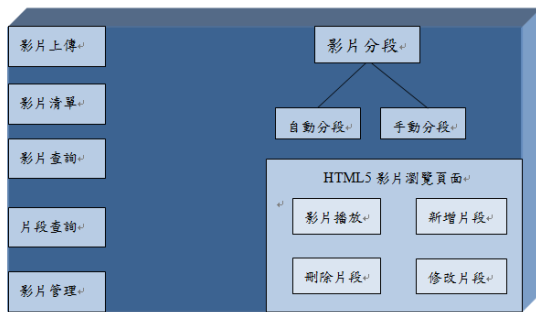 影片上傳
影片清單
影片查詢
片段查詢
影片管理
影片分段
自動分段
手動分段
HTML5 影片瀏覽頁面
影片播放
新增片段
刪除片段
修改片段